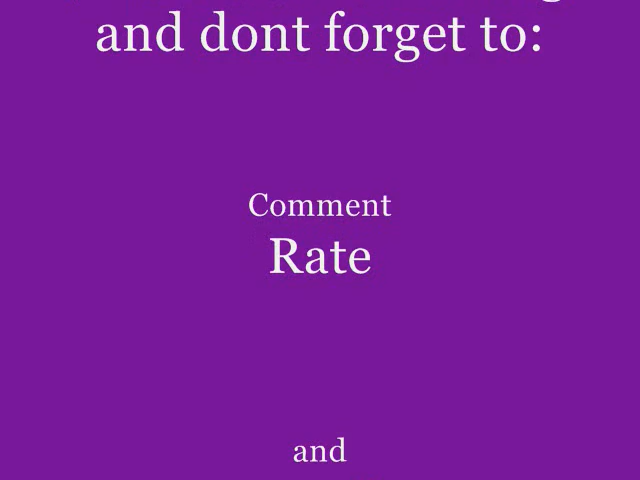 and dont forget to:
Comment
Rate
and